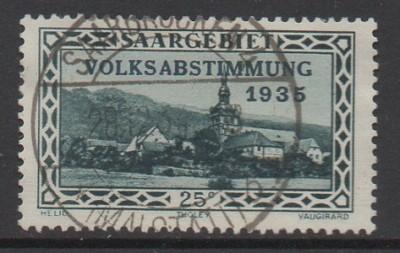 SAARGEBIET
VOLKSABSTIMMUNG
1935
25c
HELIO
THOLEY
VAUGIRARD